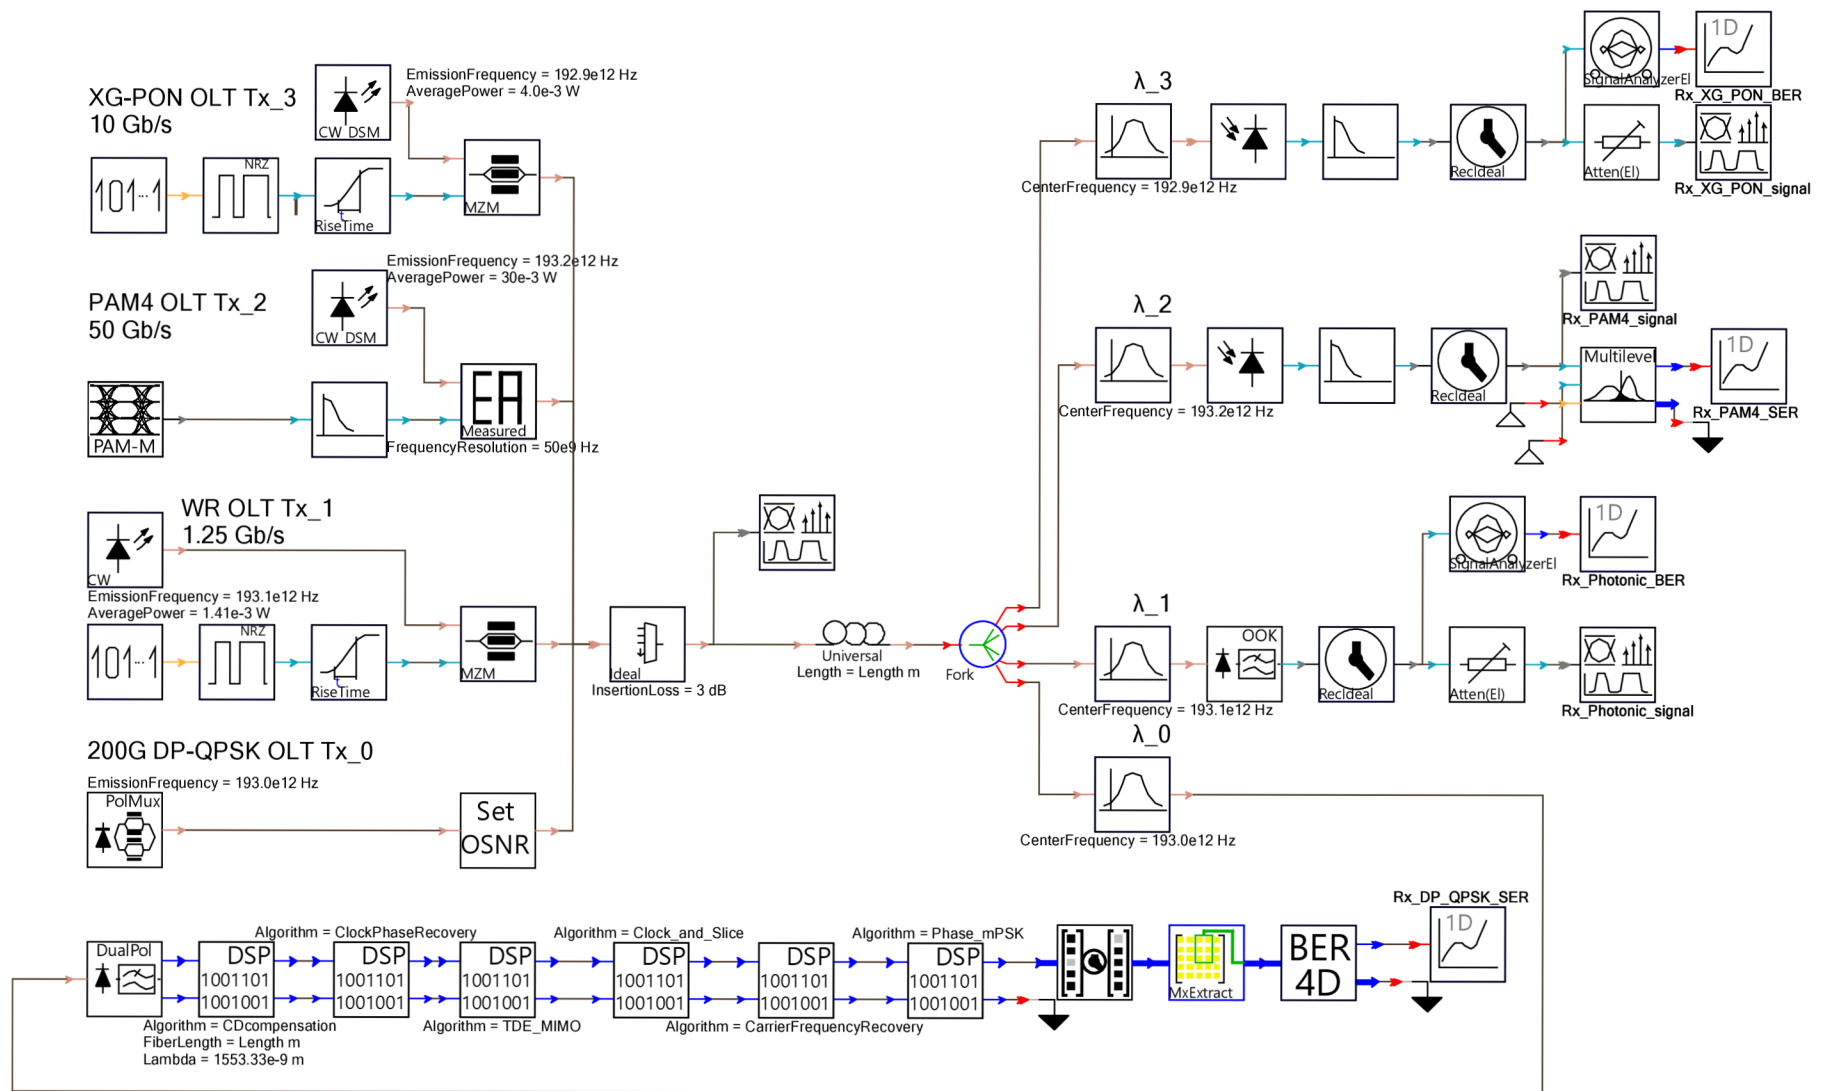 XG-PON OLT Tx_3
10 Gb/s
EmissionFrequency = 192.9e12 Hz
AveragePower = 4.0e-3 W
CW_DSM
101...1
NRZ
t
RiseTime
MZM
PAM4 OLT Tx_2
50 Gb/s
EmissionFrequency = 193.2e12 Hz
AveragePower = 30e-3 W
CW_DSM
PAM-M
EA
Measured
FrequencyResolution = 50e9 Hz
WR OLT Tx_1
1.25 Gb/s
CW
EmissionFrequency = 193.1e12 Hz
AveragePower = 1.41e-3 W
101...1
NRZ
t
RiseTime
MZM
200G DP-QPSK OLT Tx_0
EmissionFrequency = 193.0e12 Hz
PolMux
Set
OSNR
Ideal
InsertionLoss = 3 dB
Universal
Length = Length m
Fork
λ_3
CenterFrequency = 192.9e12 Hz
RecIdeal
SignalAnalyzerEl
1D
Rx_XG_PON_BER
Atten(El)
Rx_XG_PON_signal
λ_2
CenterFrequency = 193.2e12 Hz
RecIdeal
Rx_PAM4_signal
Multilevel
1D
Rx_PAM4_SER
λ_1
CenterFrequency = 193.1e12 Hz
OOK
RecIdeal
SignalAnalyzerEl
1D
Rx_Photonic_BER
Atten(El)
Rx_Photonic_signal
λ_0
CenterFrequency = 193.0e12 Hz
DualPol
DSP
1001101
1001001
Algorithm = CDcompensation
FiberLength = Length m
Lambda = 1553.33e-9 m
Algorithm = ClockPhaseRecovery
DSP
1001101
1001001
DSP
1001101
1001001
Algorithm = TDE_MIMO
Algorithm = Clock_and_Slice
DSP
1001101
1001001
DSP
1001101
1001001
Algorithm = CarrierFrequencyRecovery
Algorithm = Phase_mPSK
DSP
1001101
1001001
MxExtract
BER
4D
Rx_DP_QPSK_SER
1D